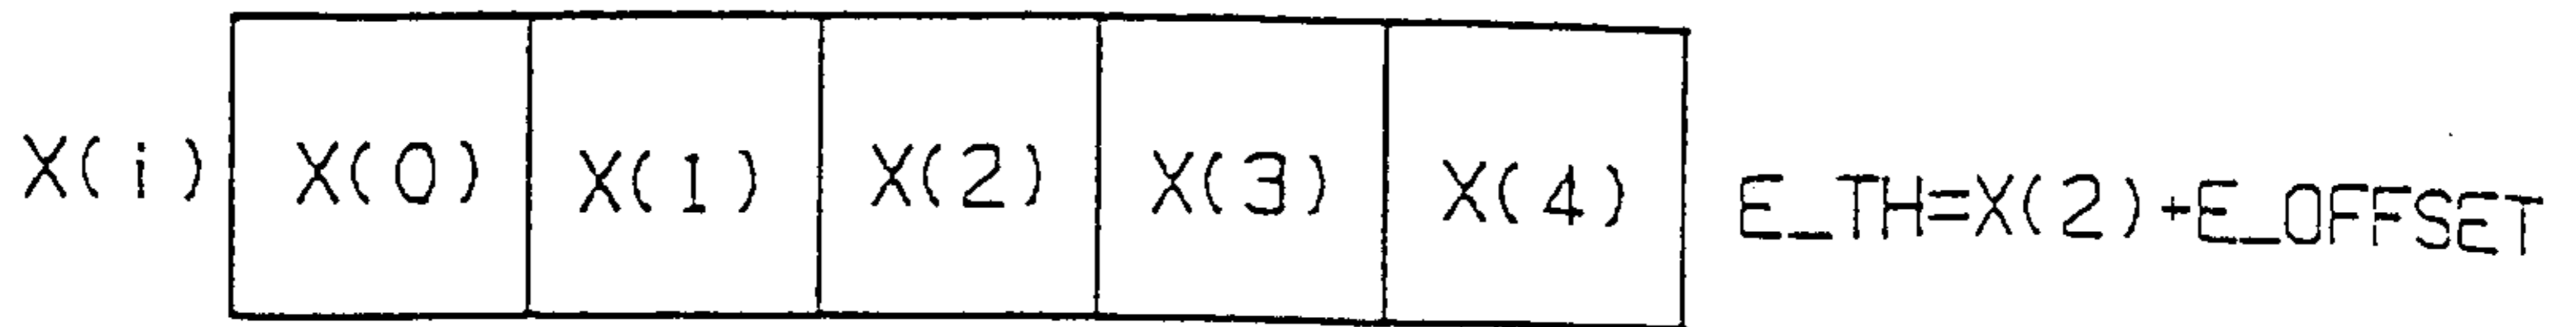 X(i) X(0) X(1) X(2) X(3) X(4) E_TH=X(2)+E_OFFSET